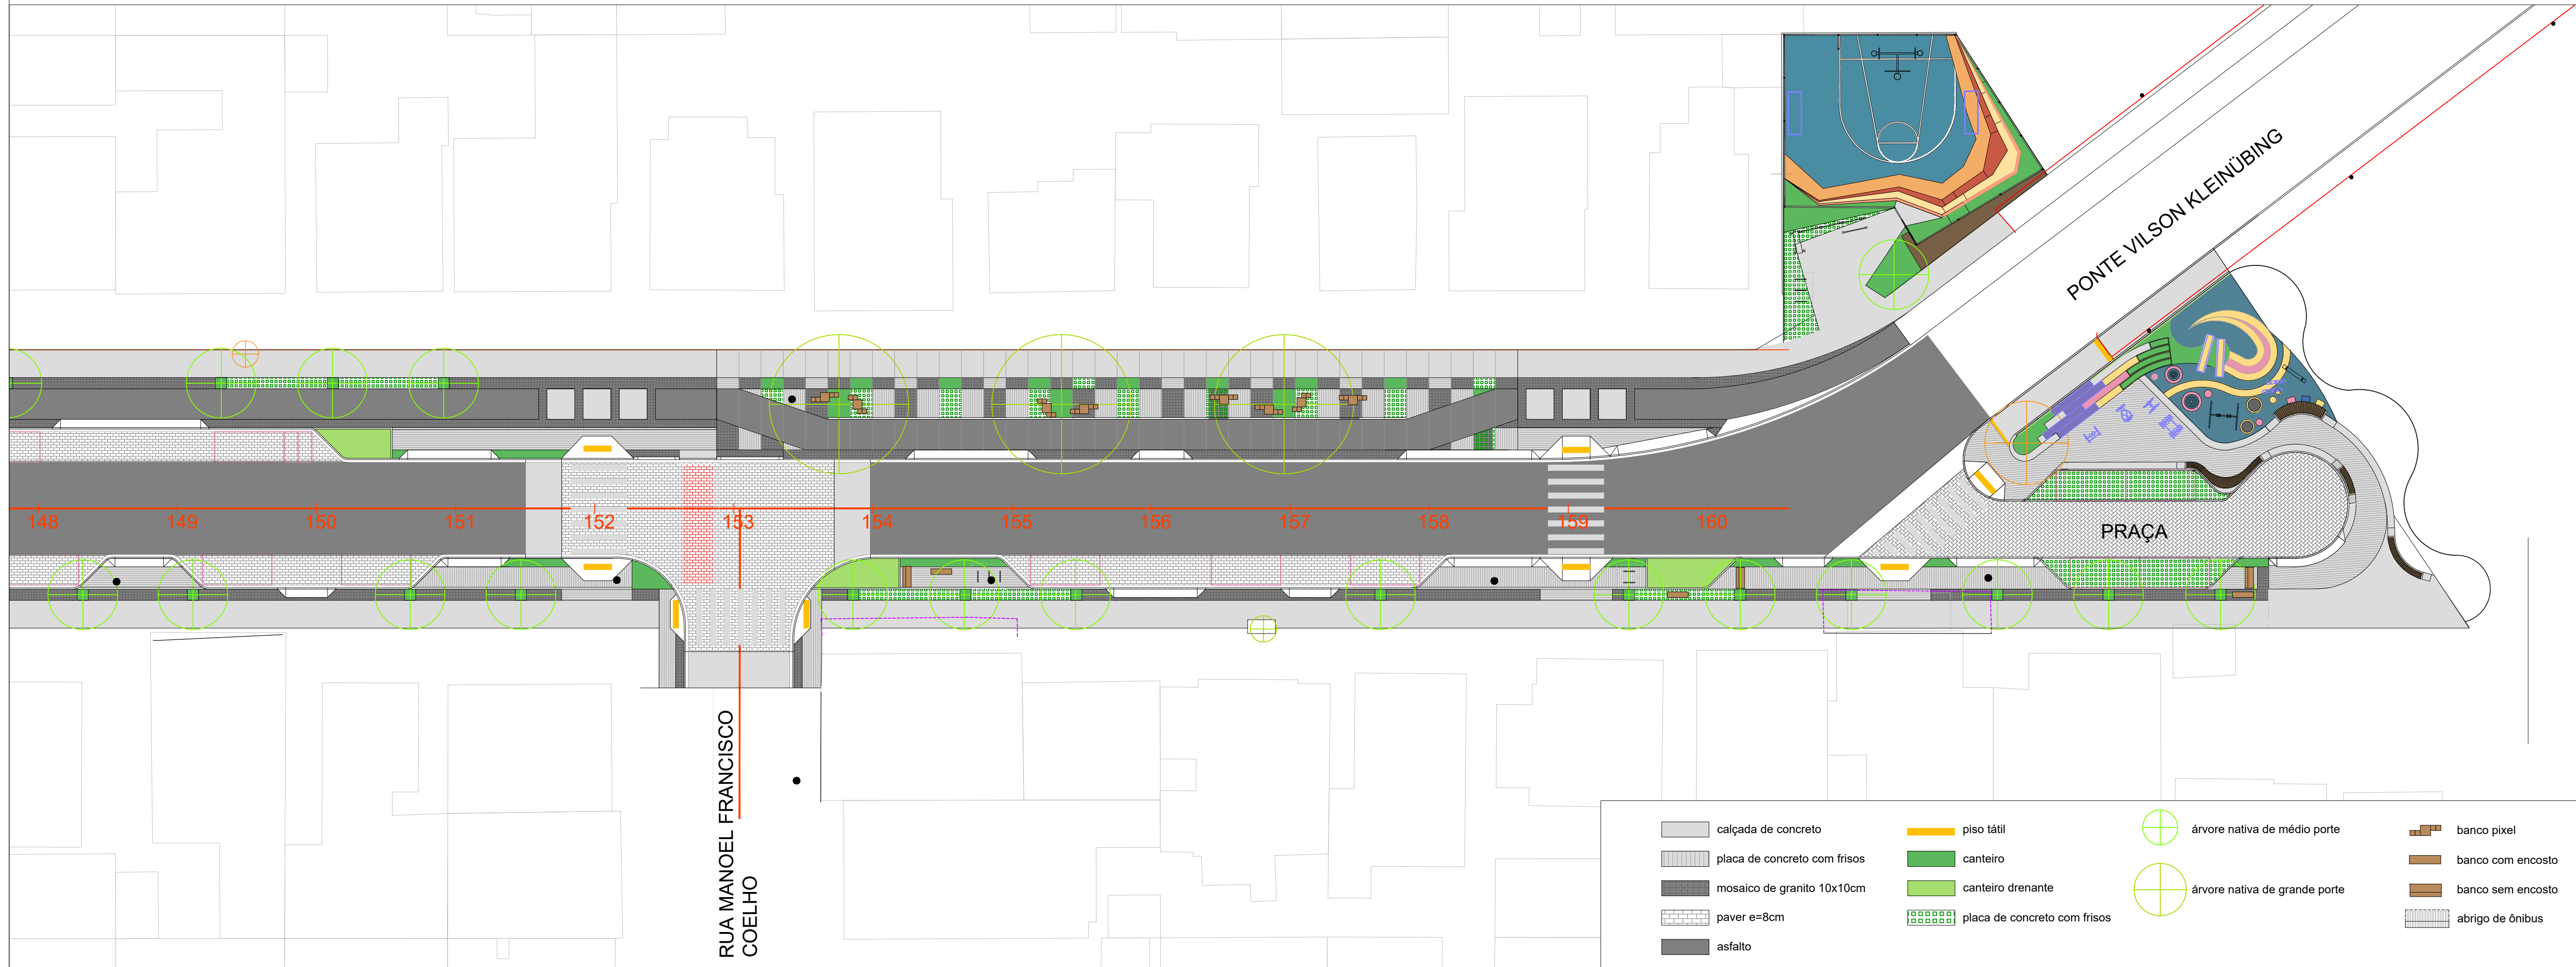 PONTE VILSON KLEINÜBING
148
149
150
151
152
153
154
155
156
157
158
159
160
PRAÇA
RUA MANOEL FRANCISCO
COELHO
calçada de concreto
placa de concreto com frisos
mosaico de granito 10x10cm
paver e=8cm
asfalto
piso tátil
canteiro
canteiro drenante
placa de concreto com frisos
árvore nativa de médio porte
árvore nativa de grande porte
banco pixel
banco com encosto
banco sem encosto
abrigo de ônibus